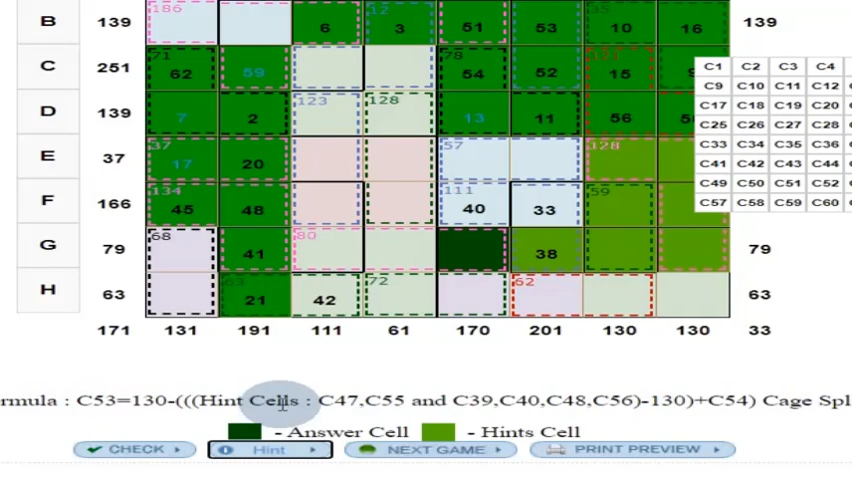 186 12 35
B 139 6 3 51 53 10 16 139
71 78 121 C1 C2 C3 C4
C 251 62 59 54 52 15 9
C9 C10 C11 C12
123 128 C17 C18 C19 C20
D 139 7 2 13 11 56 5
C25 C26 C27 C28
37 57 128 C33 C34 C35 C36
E 37 17 20
C41 C42 C43 C44
134 111 59 C49 C50 C51 C52
F 166 45 48 40 33
C57 C58 C59 C60
68 80
G 79 41 38 79
63 72 62
H 63 21 42 63
171 131 191 111 61 170 201 130 130 33
rmula : C53=130-(((Hint Cells : C47,C55 and C39,C40,C48,C56)-130)+C54) Cage Spl
- Answer Cell - Hints Cell
CHECK Hint NEXT GAME PRINT PREVIEW